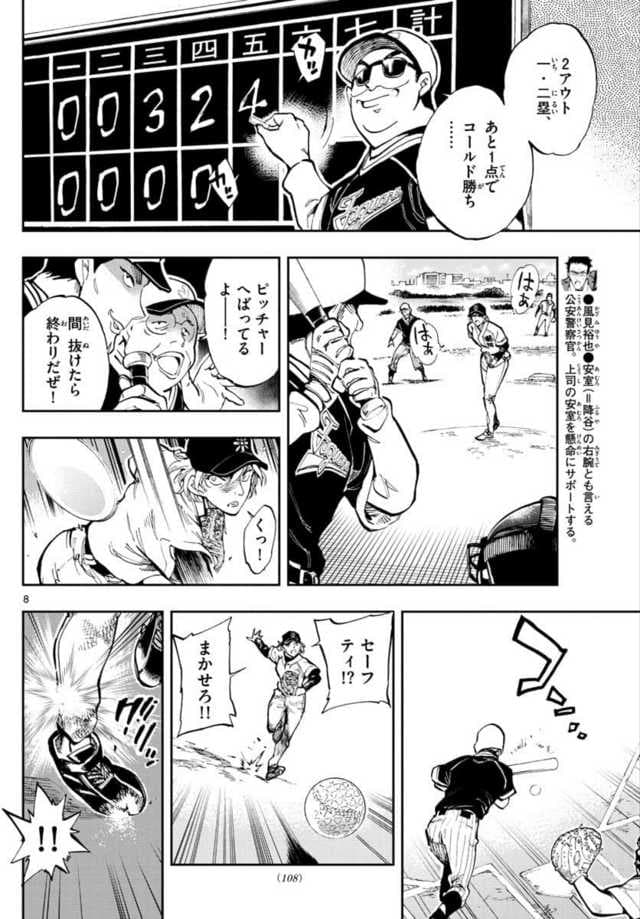 一 二 三 四 五 六 七 計
0 0 3 2 4
0 0 0 0
カッ
2アウト
一・二塁、
あと1点で
コールド勝ち
……
●風見裕也●安室(=降谷)の右腕とも言える
公安警察官。上司の安室を懸命にサポートする。
はぁ
はぁ
ピッチャー
へばってる
よー!
間 抜けたら
終わりだぜ!
くっ!
8
セーフ
ティ!?
まかせろ!!
!!
(108)